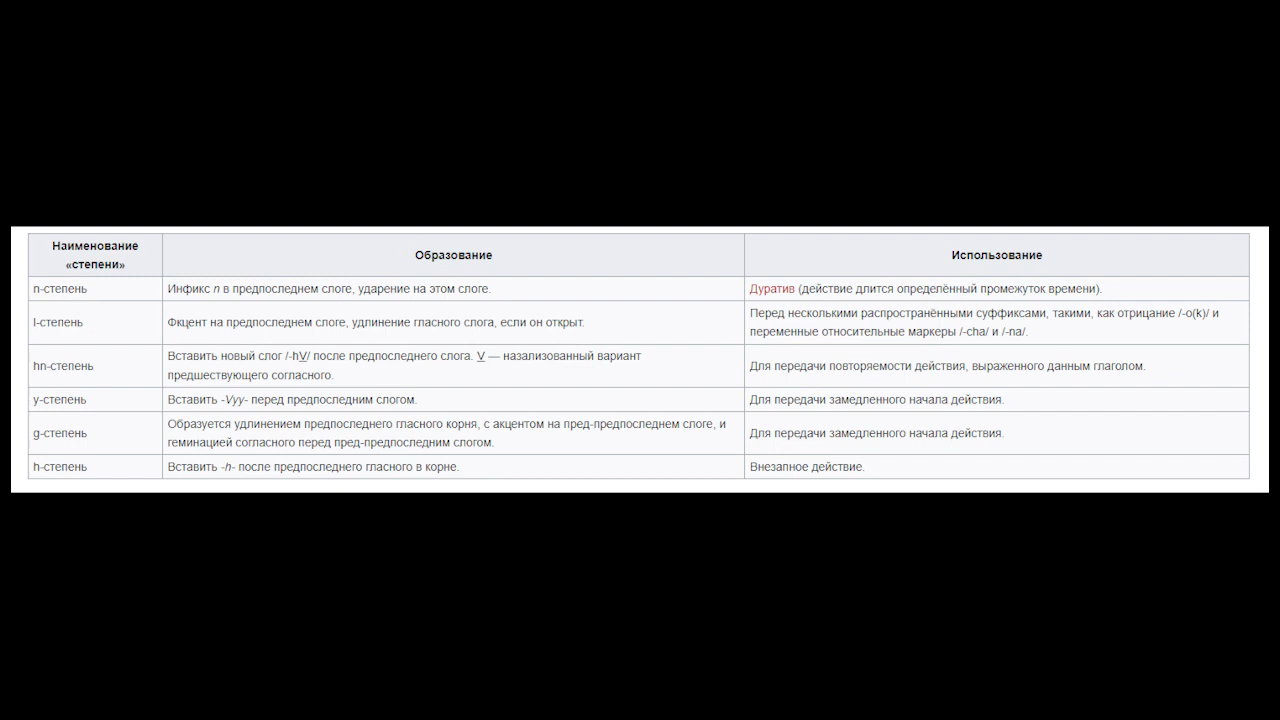 Наименование
«степени»
Образование
Использование
n-степень
Инфикс n в предпоследнем слоге, ударение на этом слоге.
Дуратив (действие длится определённый промежуток времени).
l-степень
Фкцент на предпоследнем слоге, удлинение гласного слога, если он открыт.
Перед несколькими распространёнными суффиксами, такими, как отрицание /-o(k)/ и
переменные относительные маркеры /-cha/ и /-na/.
hn-степень
Вставить новый слог /-hV/ после предпоследнего слога. V — назализованный вариант
предшествующего согласного.
Для передачи повторяемости действия, выраженного данным глаголом.
y-степень
Вставить -Vyy- перед предпоследним слогом.
Для передачи замедленного начала действия.
g-степень
Образуется удлинением предпоследнего гласного корня, с акцентом на пред-предпоследнем слоге, и
геминацией согласного перед пред-предпоследним слогом.
Для передачи замедленного начала действия.
h-степень
Вставить -h- после предпоследнего гласного в корне.
Внезапное действие.